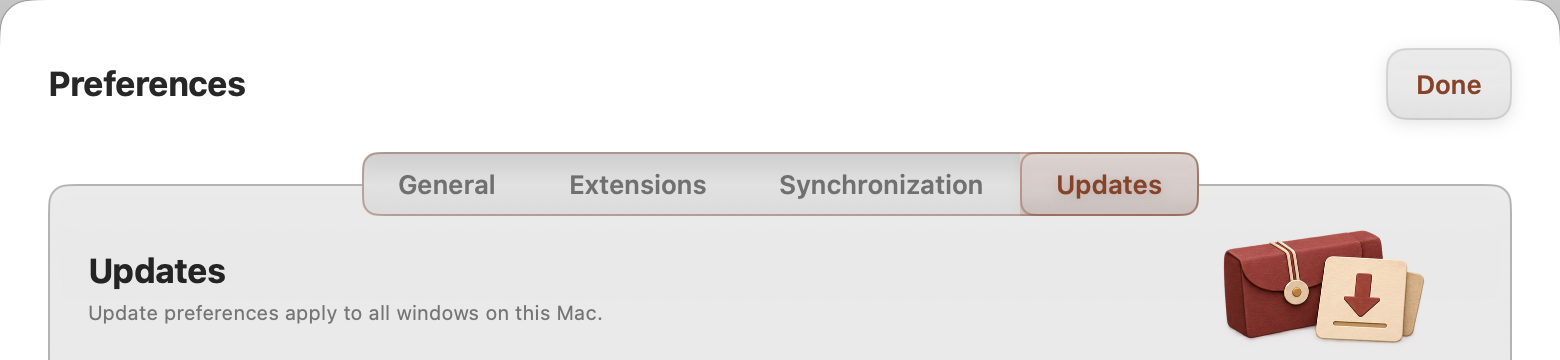 Preferences
Done
General
Extensions
Synchronization
Updates
Updates
Update preferences apply to all windows on this Mac.